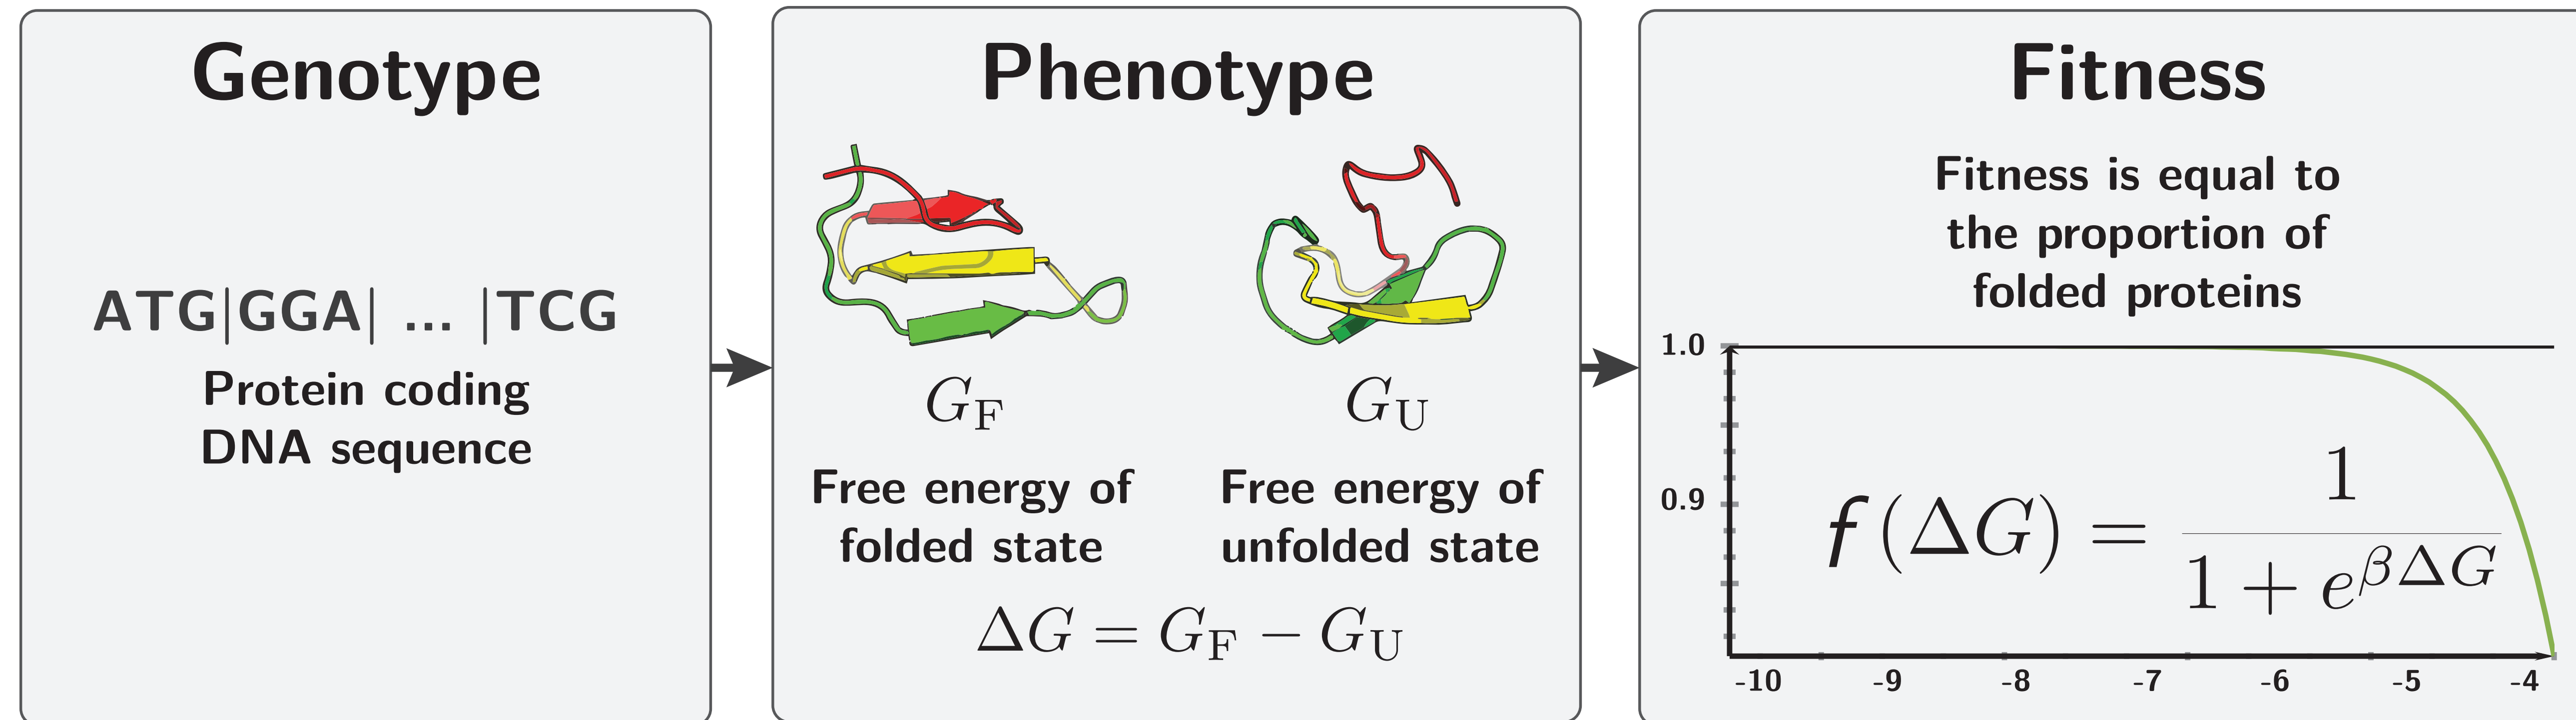 Genotype
ATG|GGA| ... |TCG
Protein coding
DNA sequence
Phenotype
G_F
G_U
Free energy of
folded state
Free energy of
unfolded state
ΔG = G_F − G_U
Fitness
Fitness is equal to
the proportion of
folded proteins
1.0
0.9
f(ΔG) = 1 / (1 + e^{βΔG})
-10 -9 -8 -7 -6 -5 -4